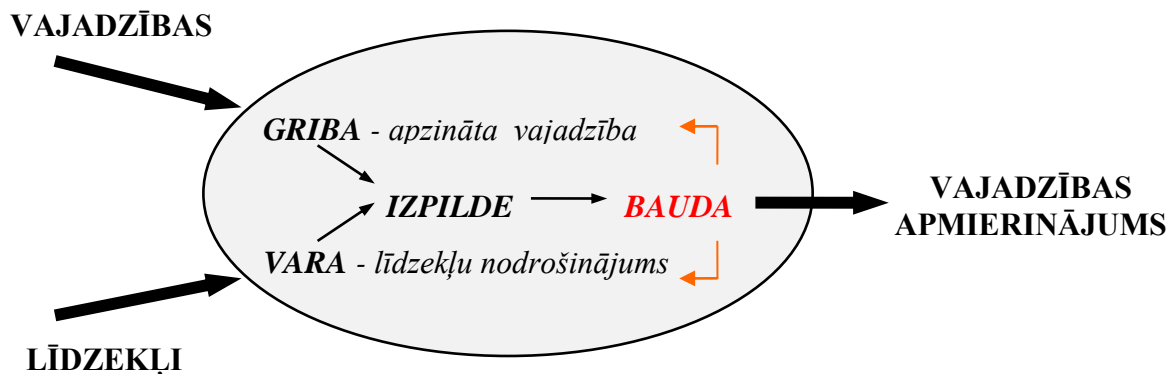 VAJADZĪBAS
GRIBA - apzināta vajadzība
IZPILDE
BAUDA
VAJADZĪBAS
APMIERINĀJUMS
VARA - līdzekļu nodrošinājums
LĪDZEKĻI